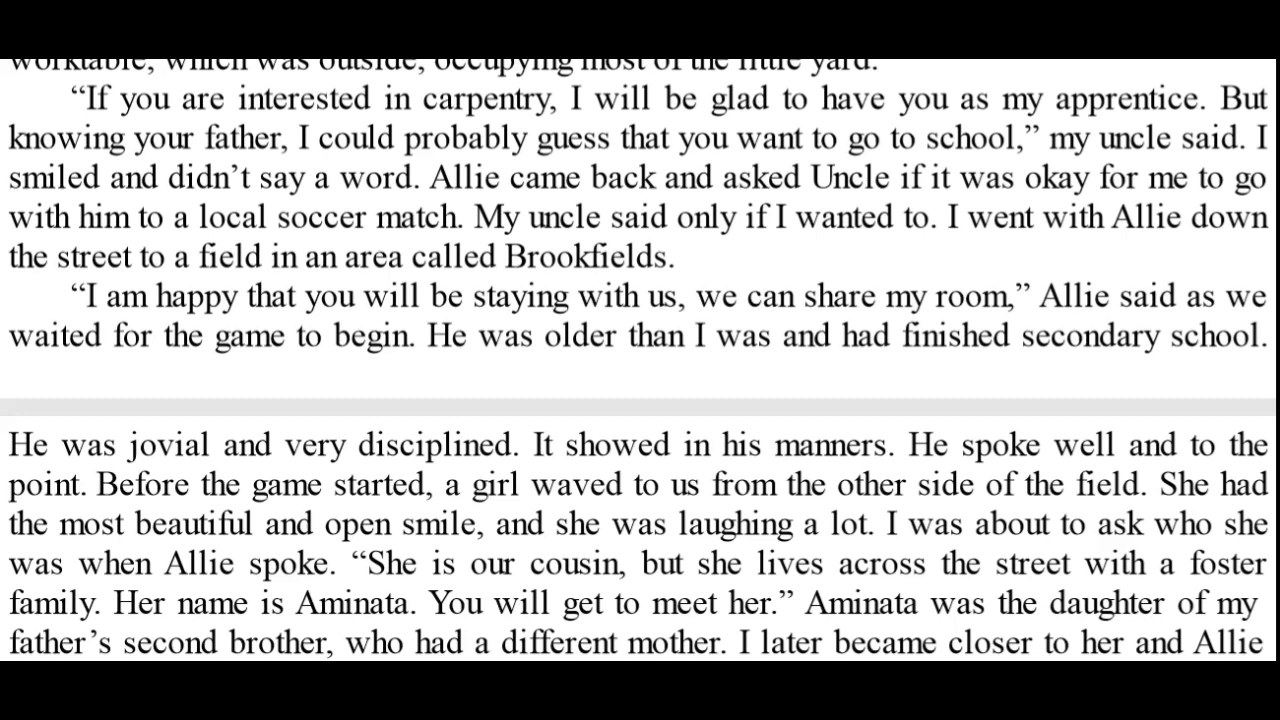 worktable, which was outside, occupying most of the little yard.
“If you are interested in carpentry, I will be glad to have you as my apprentice. But
knowing your father, I could probably guess that you want to go to school,” my uncle said. I
smiled and didn’t say a word. Allie came back and asked Uncle if it was okay for me to go
with him to a local soccer match. My uncle said only if I wanted to. I went with Allie down
the street to a field in an area called Brookfields.
“I am happy that you will be staying with us, we can share my room,” Allie said as we
waited for the game to begin. He was older than I was and had finished secondary school.
He was jovial and very disciplined. It showed in his manners. He spoke well and to the
point. Before the game started, a girl waved to us from the other side of the field. She had
the most beautiful and open smile, and she was laughing a lot. I was about to ask who she
was when Allie spoke. “She is our cousin, but she lives across the street with a foster
family. Her name is Aminata. You will get to meet her.” Aminata was the daughter of my
father’s second brother, who had a different mother. I later became closer to her and Allie